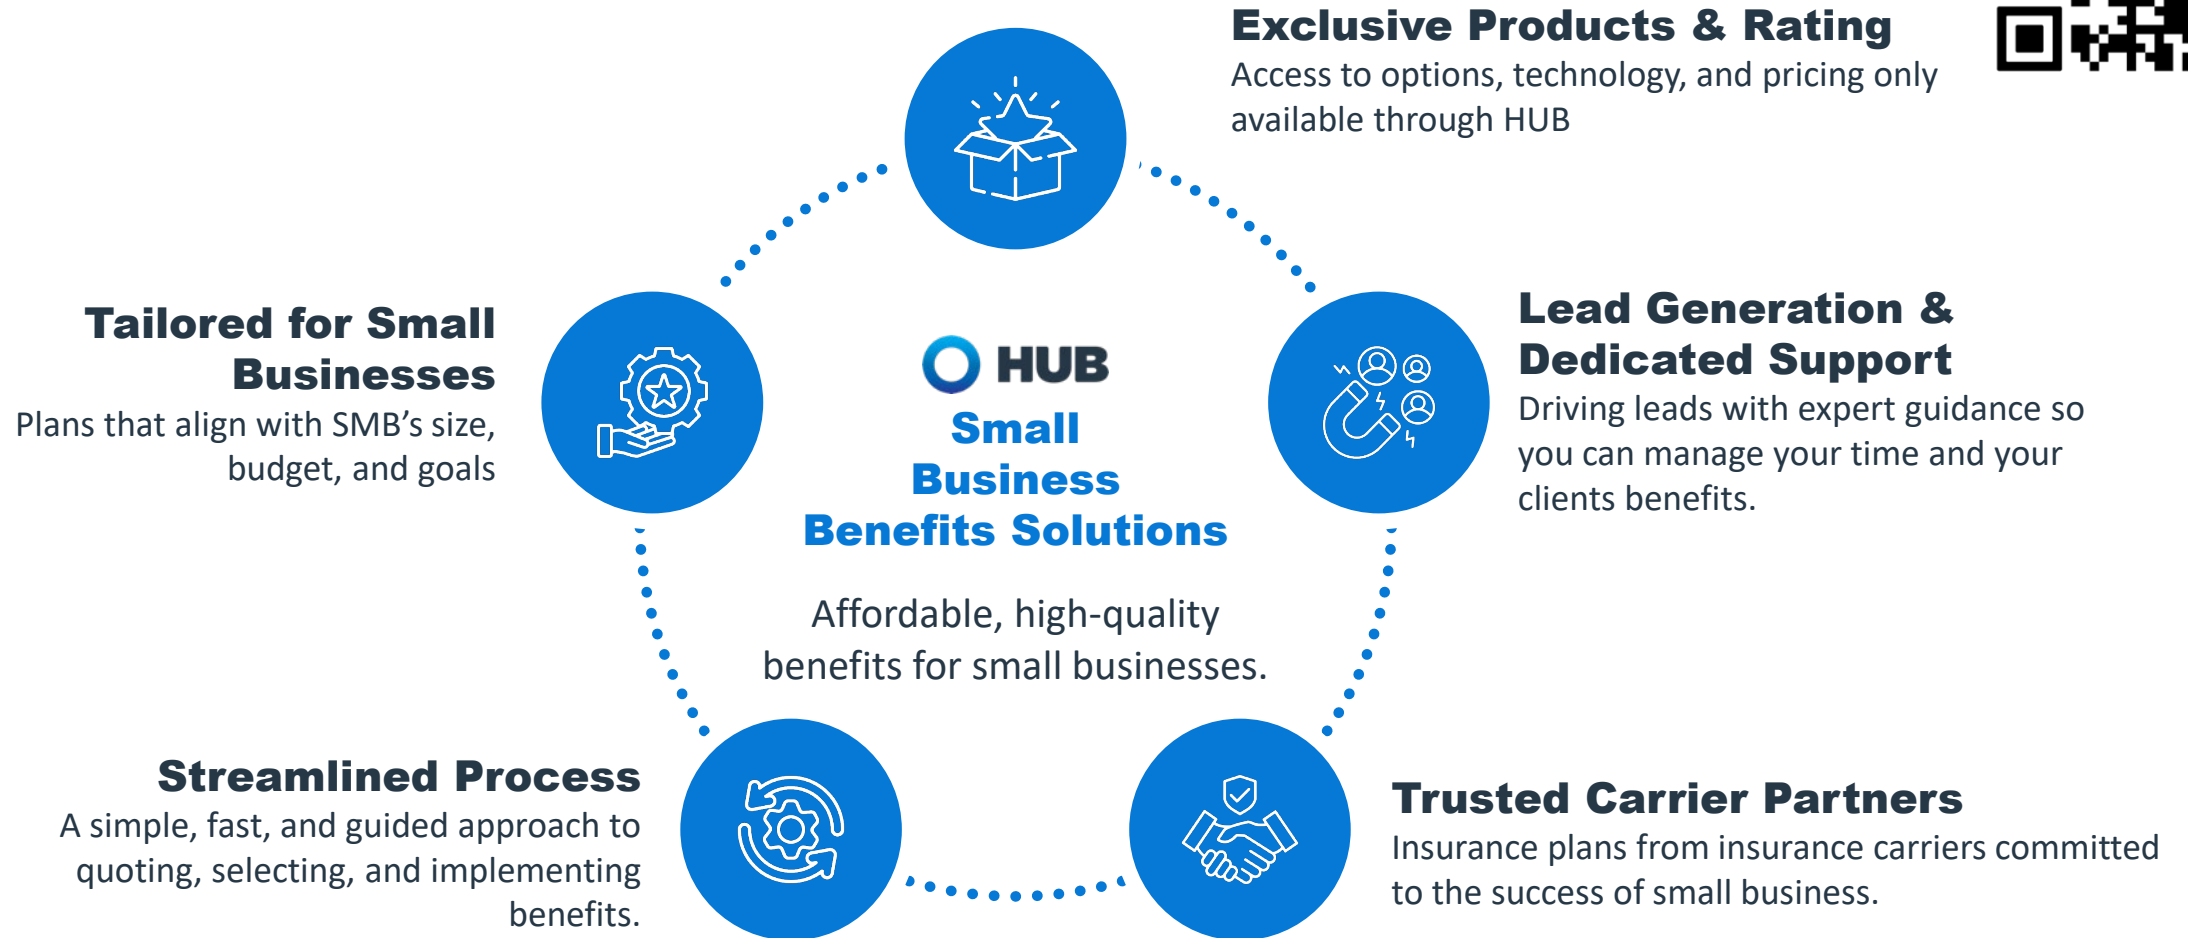 Exclusive Products & Rating
Access to options, technology, and pricing only
available through HUB
Tailored for Small
Businesses
Plans that align with SMB’s size,
budget, and goals
HUB
Small
Business
Benefits Solutions
Affordable, high-quality
benefits for small businesses.
Lead Generation &
Dedicated Support
Driving leads with expert guidance so
you can manage your time and your
clients benefits.
Streamlined Process
A simple, fast, and guided approach to
quoting, selecting, and implementing
benefits.
Trusted Carrier Partners
Insurance plans from insurance carriers committed
to the success of small business.